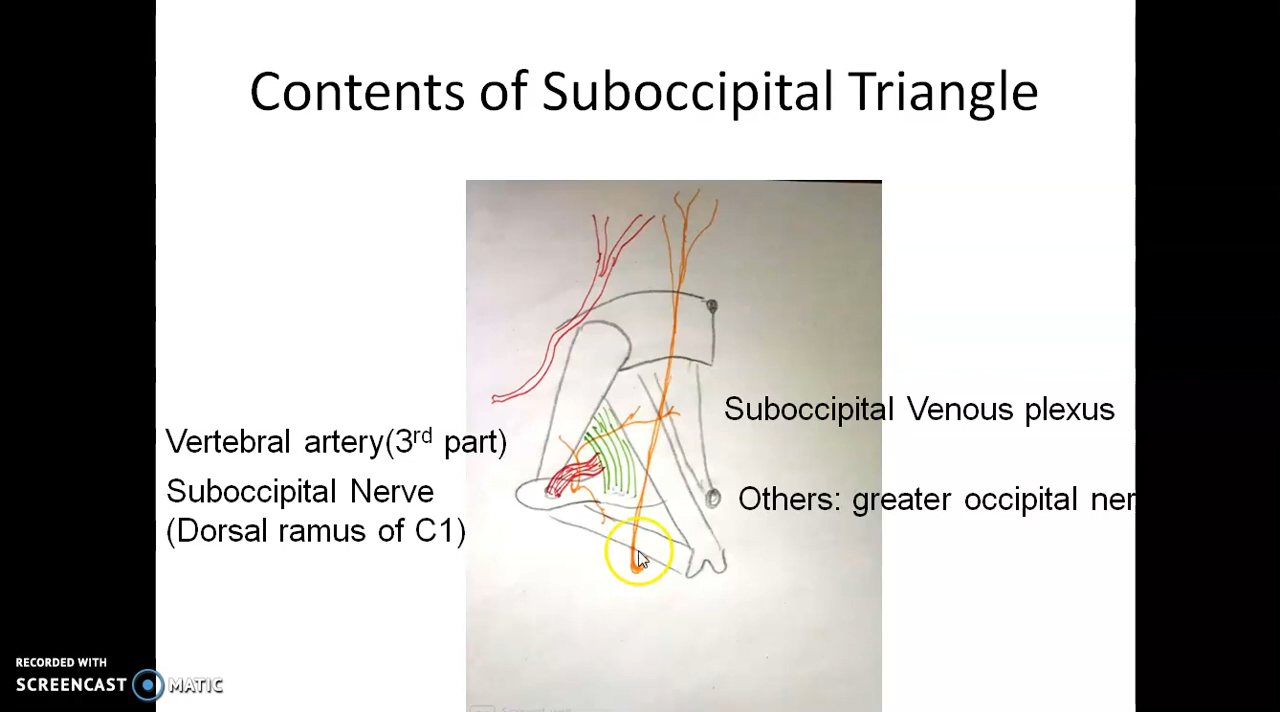 Contents of Suboccipital Triangle
Suboccipital Venous plexus
Vertebral artery(3rd part)
Suboccipital Nerve
(Dorsal ramus of C1)
Others: greater occipital ner
RECORDED WITH
SCREENCAST MATIC